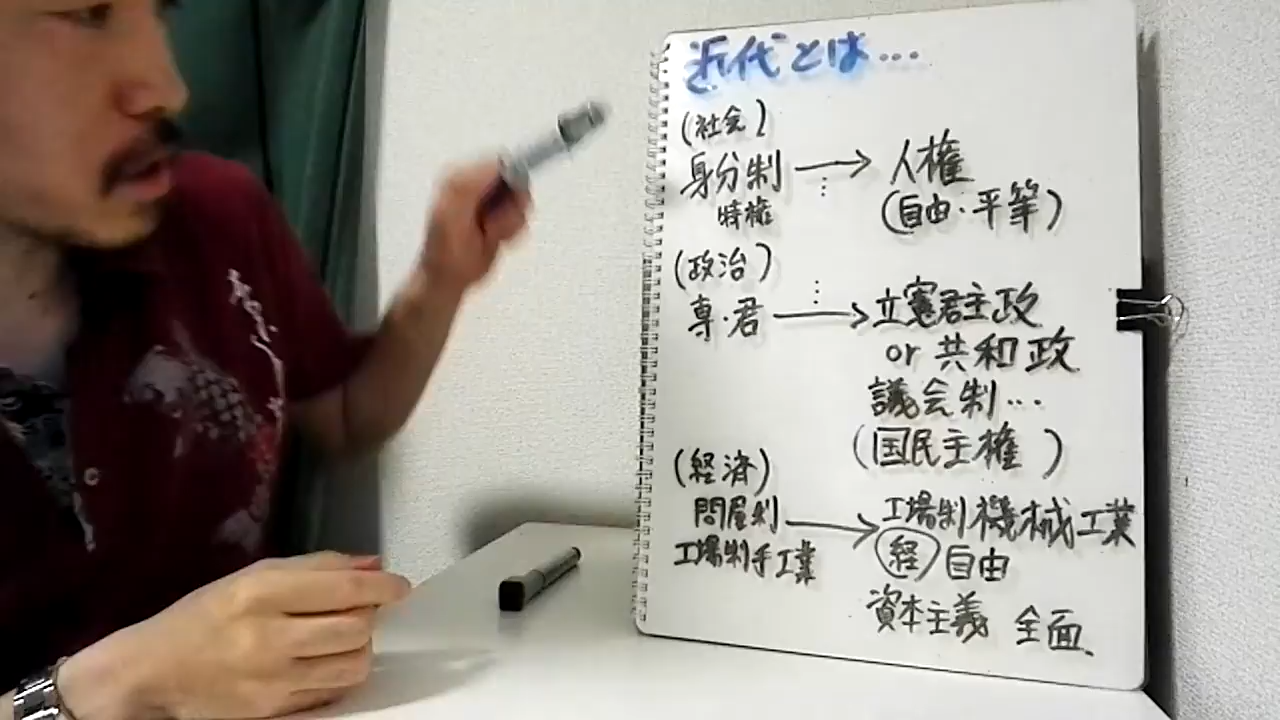 近代とは…
(社会)
身分制 → 人権
特権 (自由・平等)
(政治)
専・君 → 立憲君主政
or 共和政
議会制…
(国民主権)
(経済)
問屋制 → 工場制機械工業
工場制手工業 経 自由
資本主義 全面